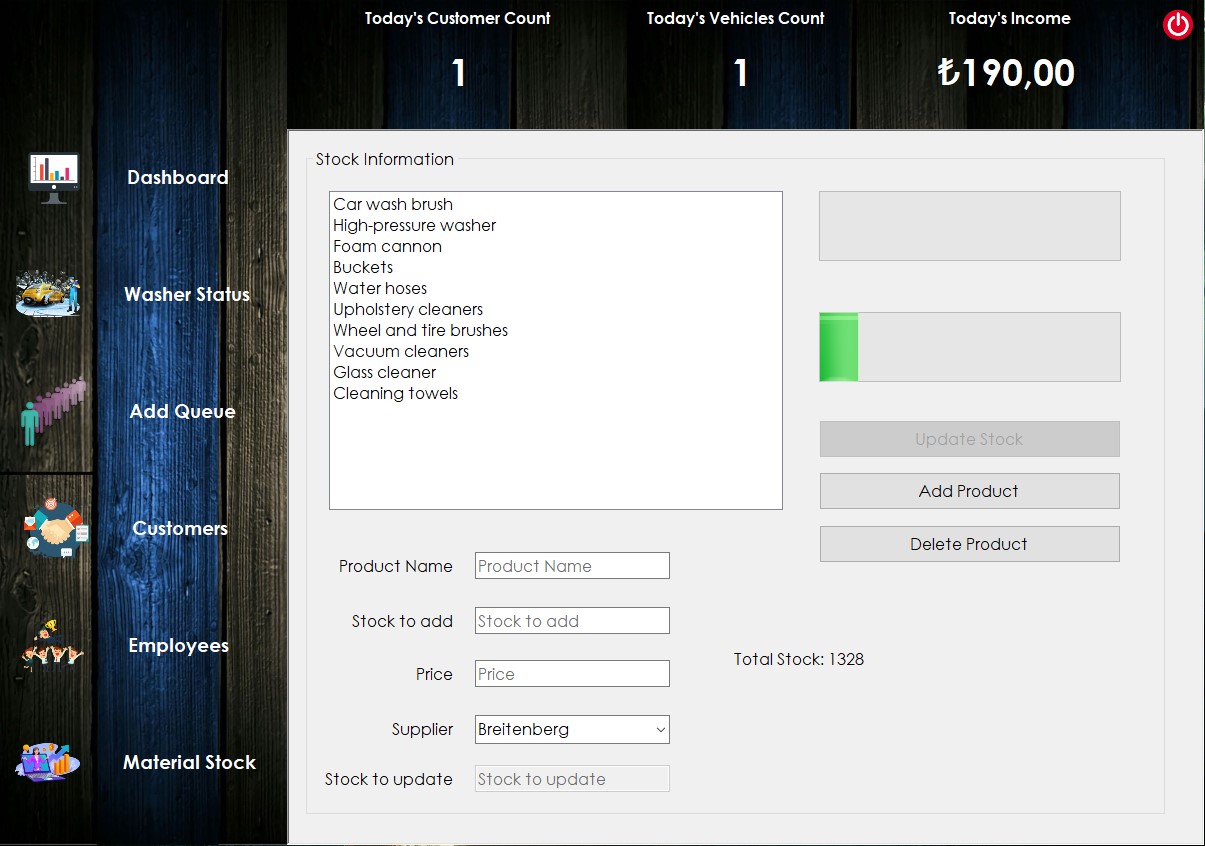 Today's Customer Count
Today's Vehicles Count
Today's Income
1
1
₺190,00
Dashboard
Washer Status
Add Queue
Customers
Employees
Material Stock
Stock Information
Car wash brush
High-pressure washer
Foam cannon
Buckets
Water hoses
Upholstery cleaners
Wheel and tire brushes
Vacuum cleaners
Glass cleaner
Cleaning towels
Update Stock
Add Product
Delete Product
Product Name
Product Name
Stock to add
Stock to add
Price
Price
Supplier
Breitenberg
Stock to update
Stock to update
Total Stock: 1328